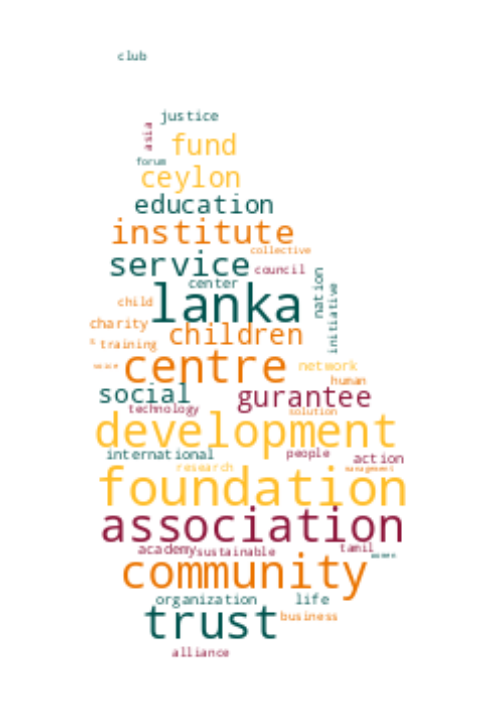 club
justice
asia
fund
forum
ceylon
education
institute
collective
service
council
center
nation
lanka
child
initiative
charity
children
training
centre
network
human
social
gurantee
technology
solution
development
international
people
action
research
management
foundation
association
academy
sustainable
tamil
community
organization
life
trust
business
alliance